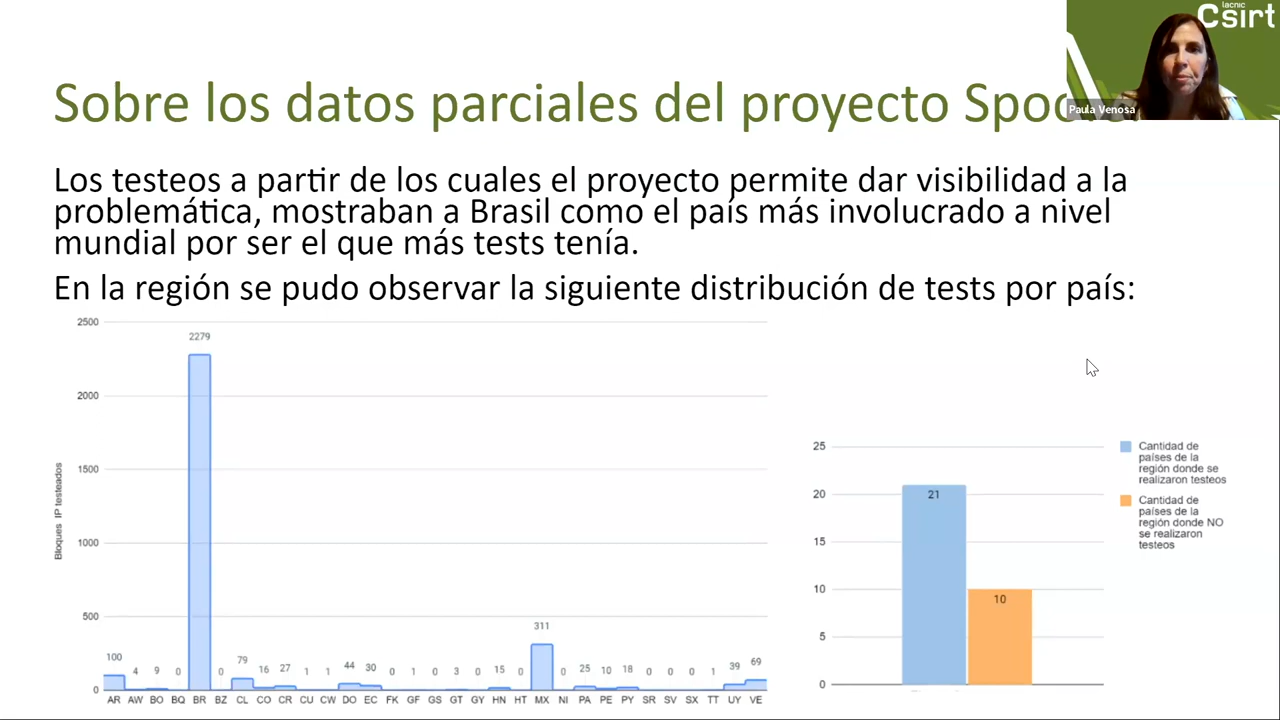 lacnic
Csirt
Paula Venosa
Sobre los datos parciales del proyecto
Los testeos a partir de los cuales el proyecto permite dar visibilidad a la
problemática, mostraban a Brasil como el país más involucrado a nivel
mundial por ser el que más tests tenía.
En la región se pudo observar la siguiente distribución de tests por país:
Bloques IP testeados
2500
2000
1500
1000
500
0
100 4 9 0 2279 0 79 16 27 1 1 44 30 0 1 0 3 0 15 0 311 0 25 10 18 0 0 0 1 39 69
AR AW BO BQ BR BZ CL CO CR CU CW DO EC FK GF GS GT GY HN HT MX NI PA PE PY SR SV SX TT UY VE
25
20
15
10
5
0
21
10
Cantidad de
países de la
región donde se
realizaron testeos
Cantidad de
países de la
región donde NO
se realizaron
testeos